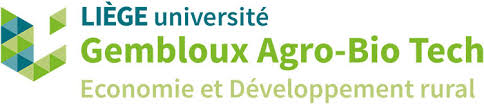 LIÈGE université
Gembloux Agro-Bio Tech
Economie et Développement rural